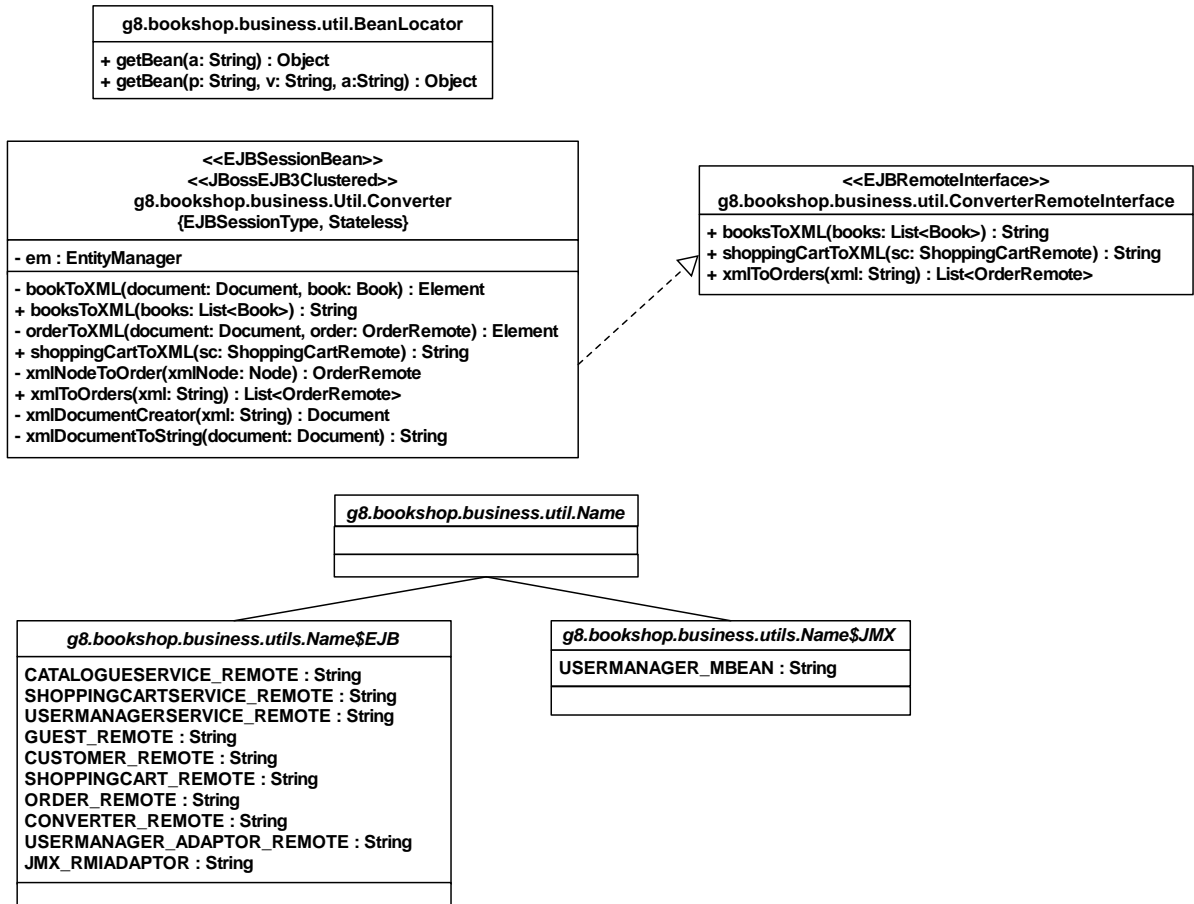 g8.bookshop.business.util.BeanLocator
+ getBean(a: String) : Object
+ getBean(p: String, v: String, a:String) : Object
<<EJBSessionBean>>
<<JBossEJB3Clustered>>
g8.bookshop.business.Util.Converter
{EJBSessionType, Stateless}
- em : EntityManager
- bookToXML(document: Document, book: Book) : Element
+ booksToXML(books: List<Book>) : String
- orderToXML(document: Document, order: OrderRemote) : Element
+ shoppingCartToXML(sc: ShoppingCartRemote) : String
- xmlNodeToOrder(xmlNode: Node) : OrderRemote
+ xmlToOrders(xml: String) : List<OrderRemote>
- xmlDocumentCreator(xml: String) : Document
- xmlDocumentToString(document: Document) : String
<<EJBRemoteInterface>>
g8.bookshop.business.util.ConverterRemoteInterface
+ booksToXML(books: List<Book>) : String
+ shoppingCartToXML(sc: ShoppingCartRemote) : String
+ xmlToOrders(xml: String) : List<OrderRemote>
g8.bookshop.business.util.Name
g8.bookshop.business.utils.Name$EJB
CATALOGUESERVICE_REMOTE : String
SHOPPINGCARTSERVICE_REMOTE : String
USERMANAGERSERVICE_REMOTE : String
GUEST_REMOTE : String
CUSTOMER_REMOTE : String
SHOPPINGCART_REMOTE : String
ORDER_REMOTE : String
CONVERTER_REMOTE : String
USERMANAGER_ADAPTOR_REMOTE : String
JMX_RMIADAPTOR : String
g8.bookshop.business.utils.Name$JMX
USERMANAGER_MBEAN : String